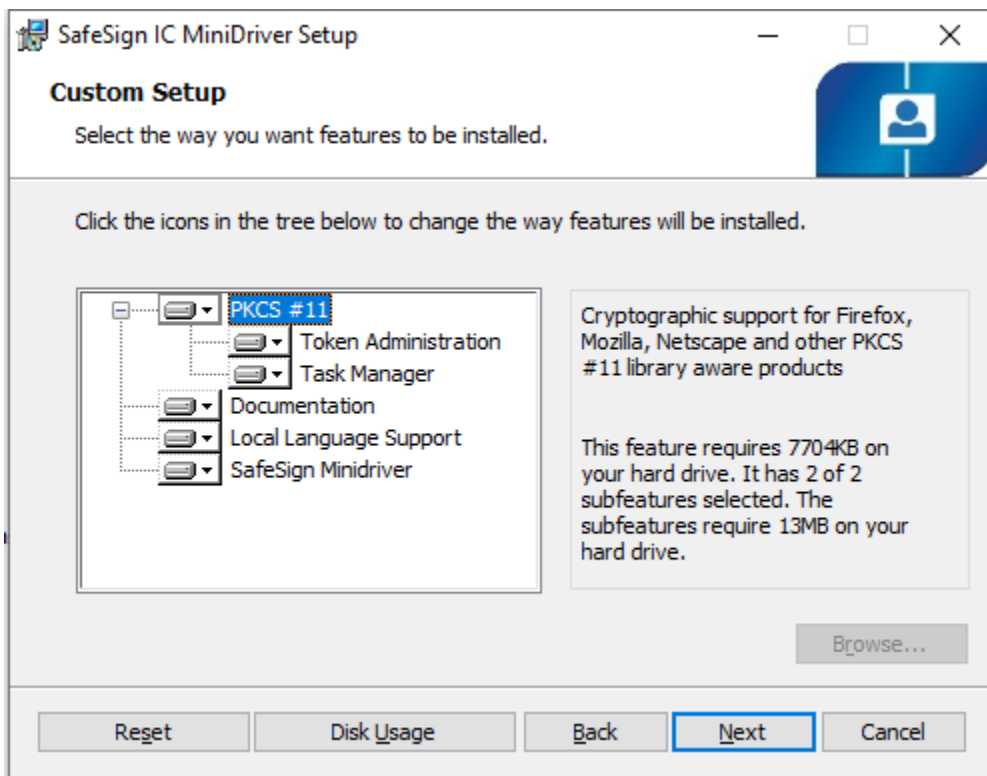 SafeSign IC MiniDriver Setup
Custom Setup
Select the way you want features to be installed.
Click the icons in the tree below to change the way features will be installed.
PKCS #11
Token Administration
Task Manager
Documentation
Local Language Support
SafeSign Minidriver
Cryptographic support for Firefox,
Mozilla, Netscape and other PKCS
#11 library aware products
This feature requires 7704KB on
your hard drive. It has 2 of 2
subfeatures selected. The
subfeatures require 13MB on your
hard drive.
Browse...
Reset
Disk Usage
Back
Next
Cancel